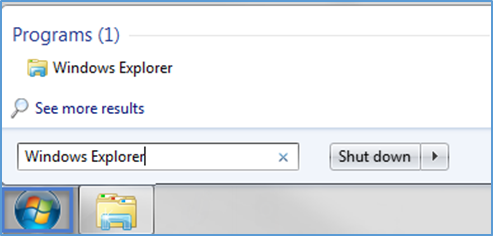 Programs (1)
Windows Explorer
See more results
Windows Explorer
Shut down